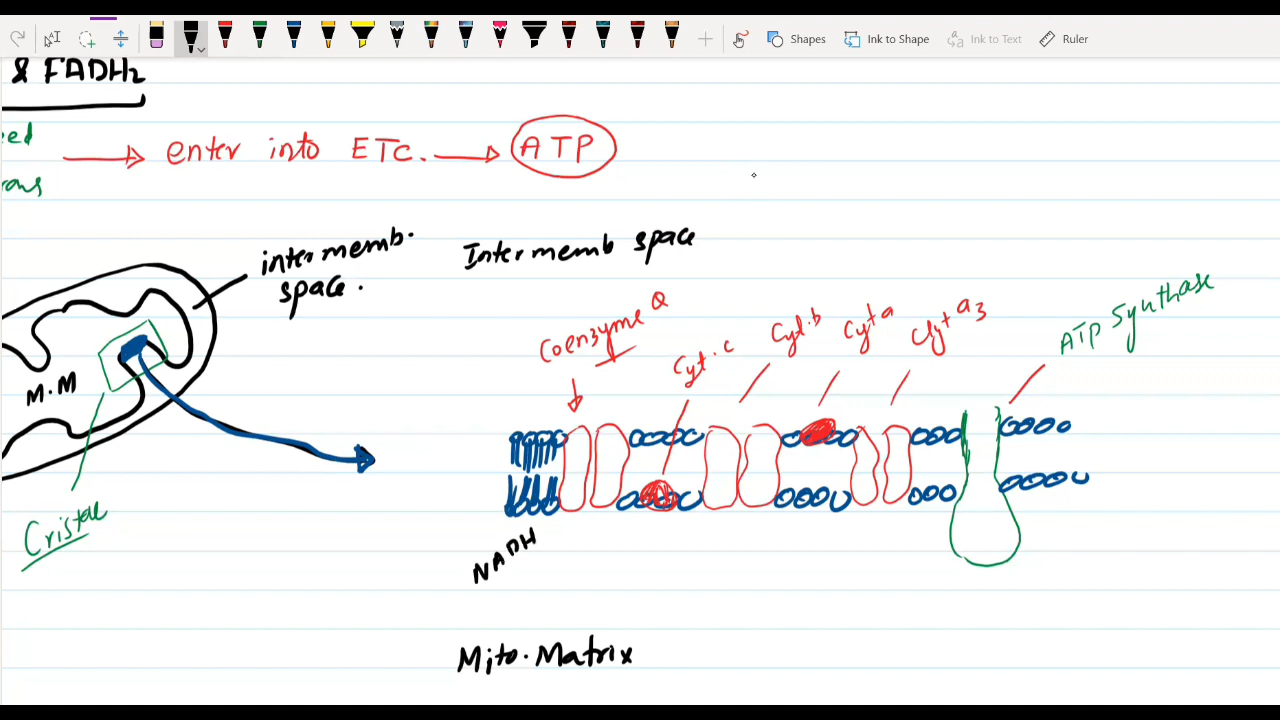 Shapes
Ink to Shape
Ink to Text
Ruler
& FADH2
eed
enter into ETC. ATP
intermemb.
space.
Intermemb space
Coenzyme Q
Cyt.c
Cyt.b
Cyt a
Cyt a3
ATP Synthase
M.M
Cristae
NADH
Mito.Matrix